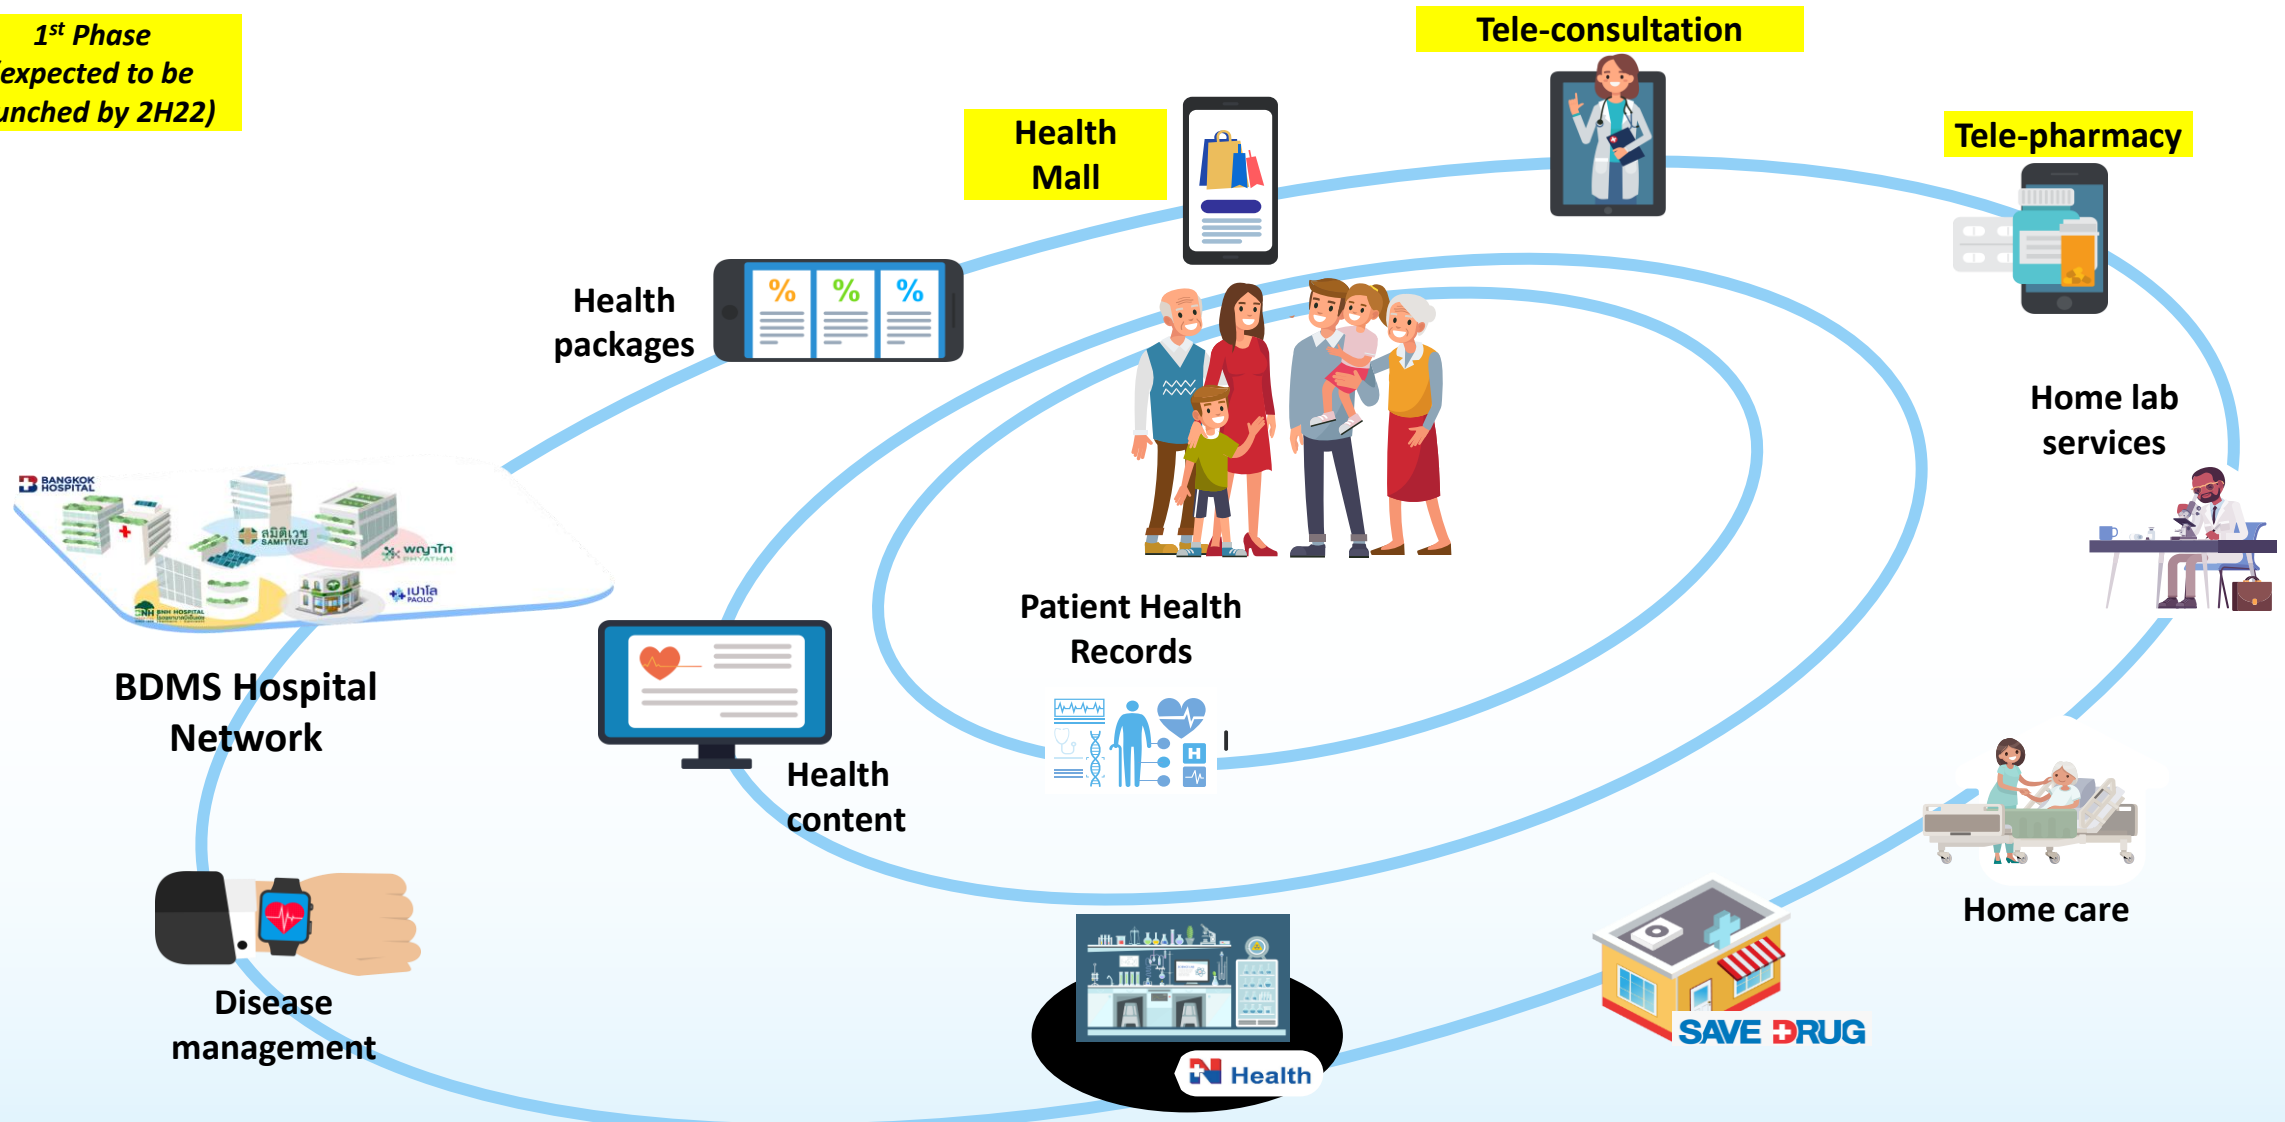 1st Phase
expected to be
unched by 2H22)
Tele-consultation
Health
Mall
Tele-pharmacy
Health
packages
% % %
Home lab
services
BANGKOK
HOSPITAL
สมิติเวช
SAMITIVEJ
พญาไท
PHYATHAI
เปาโล
PAOLO
BNH HOSPITAL
Patient Health
Records
H
BDMS Hospital
Network
Health
content
Home care
Disease
management
SAVE DRUG
N Health